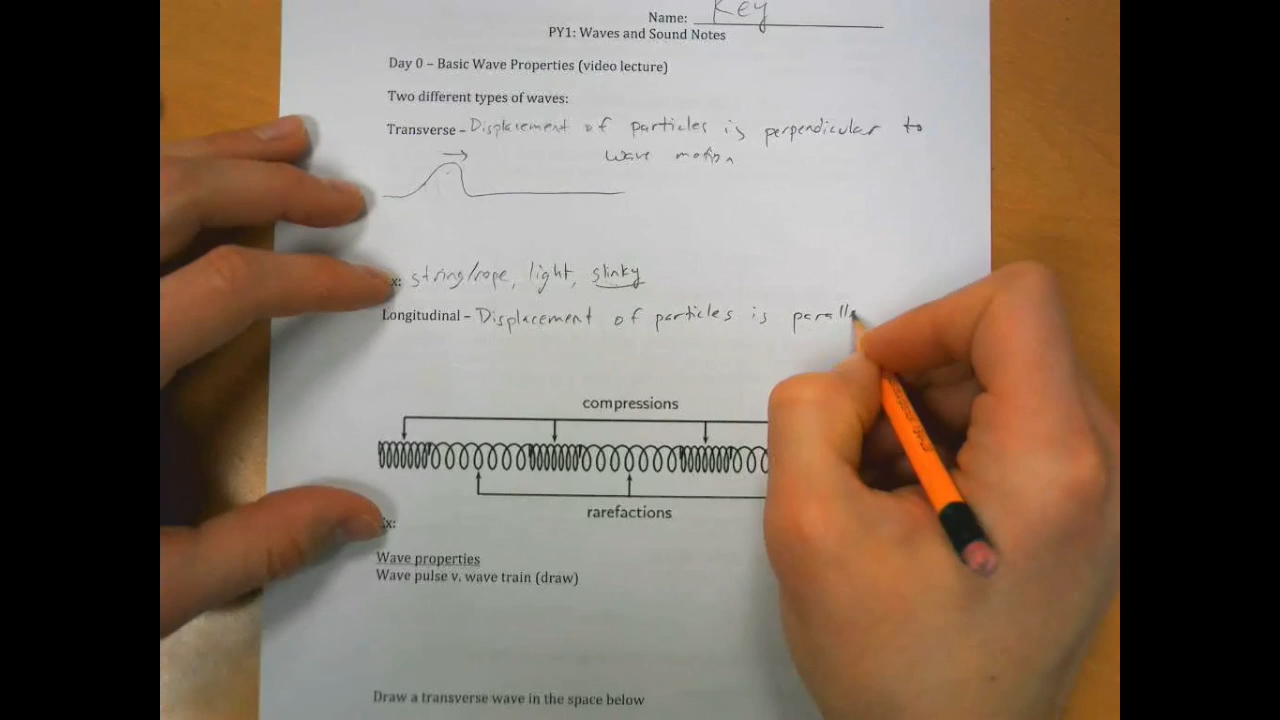 Name: Key
PY1: Waves and Sound Notes
Day 0 – Basic Wave Properties (video lecture)
Two different types of waves:
Transverse – Displacement of particles is perpendicular to
wave motion
x: string/rope, light, slinky
Longitudinal – Displacement of particles is paralle
compressions
rarefactions
Ex:
Wave properties
Wave pulse v. wave train (draw)
Draw a transverse wave in the space below